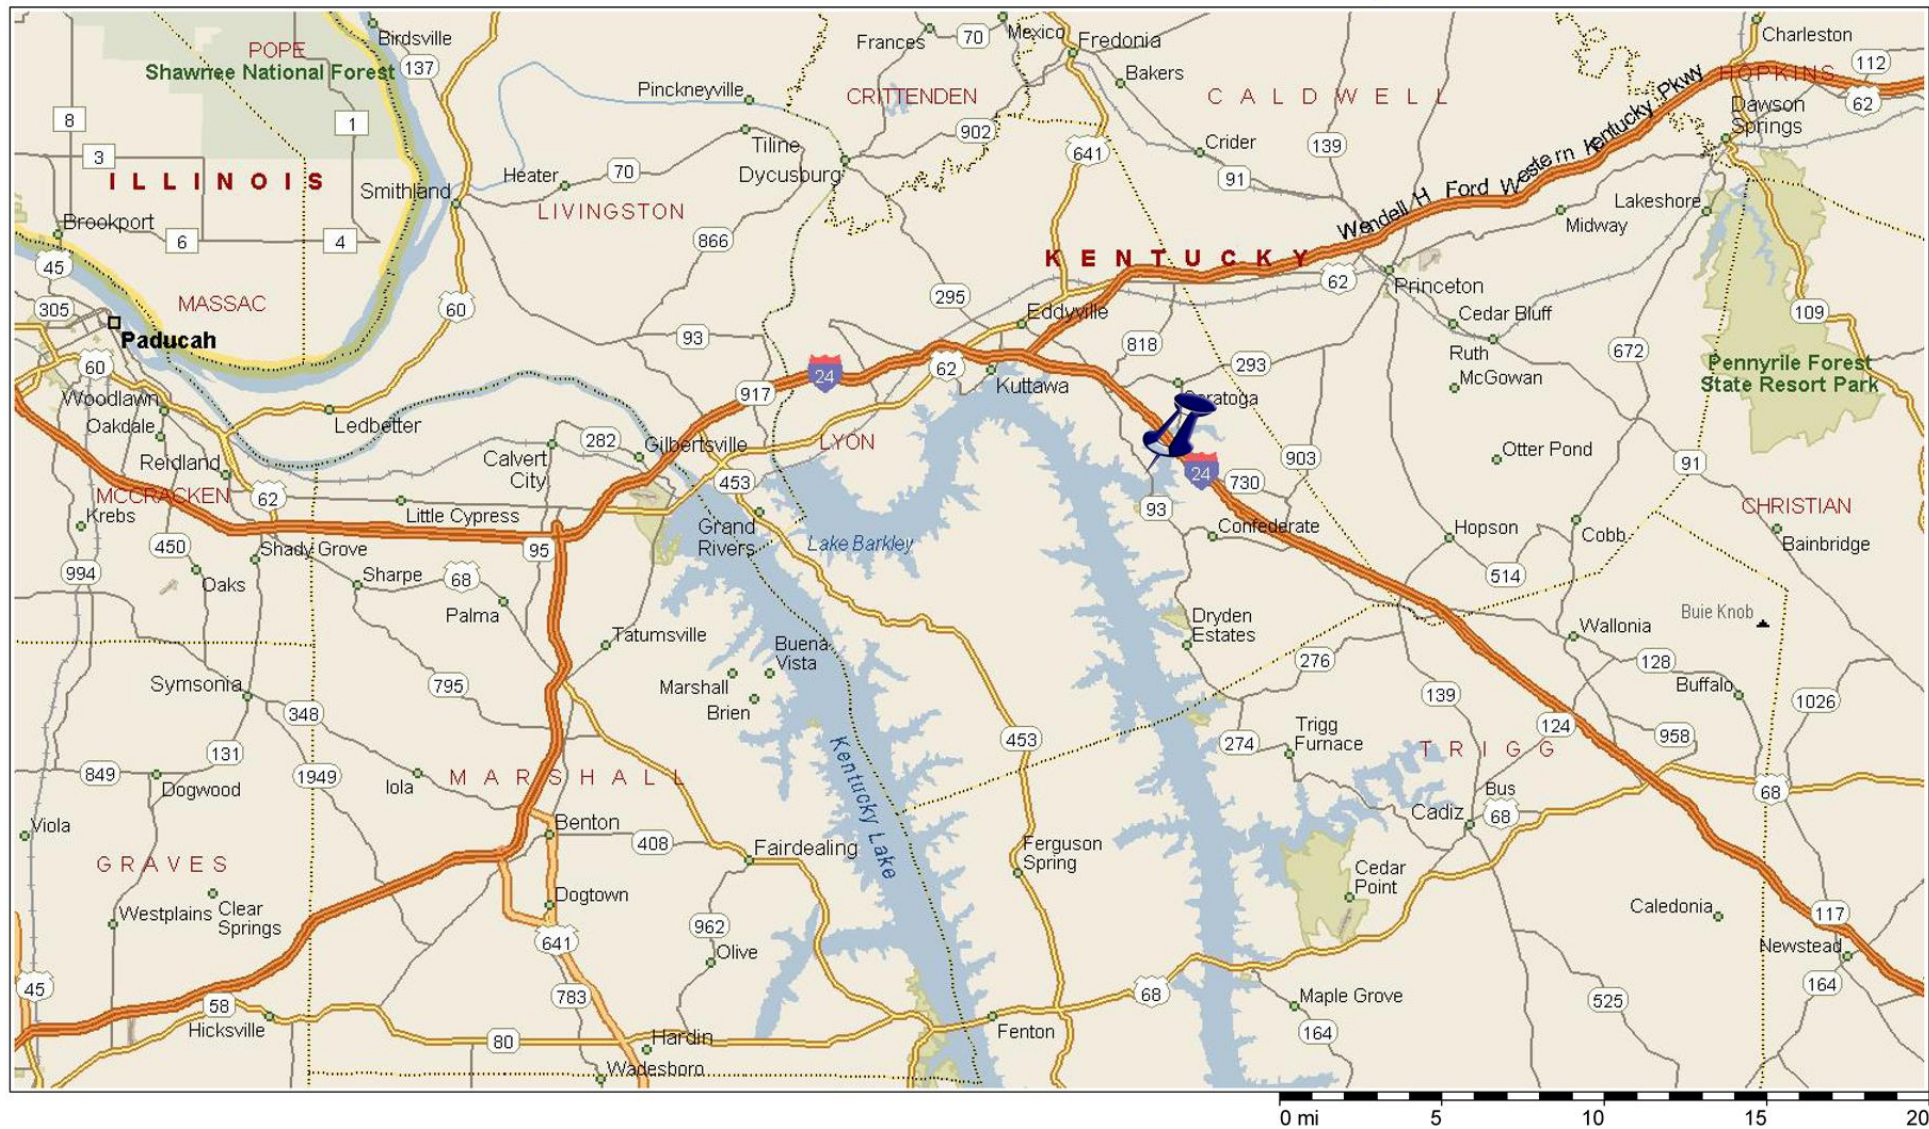 Birdsville
POPE
Shawnee National Forest
137
Frances
70
Mexico
Fredonia
Charleston
112
HOPKINS
Bakers
62
Pinckneyville
CRITTENDEN
CALDWELL
Dawson
Springs
8
1
902
641
Crider
139
3
Tiline
Dycusburg
91
Wendell H Ford Western Kentucky Pkwy
ILLINOIS
Smithland
Heater
70
LIVINGSTON
Lakeshore
Midway
Brookport
6
4
866
45
KENTUCKY
62
Princeton
MASSAC
305
60
295
Eddyville
Cedar Bluff
109
Paducah
93
818
Ruth
672
60
24
62
293
McGowan
Pennyrile Forest
State Resort Park
917
Kuttawa
Saratoga
Woodlawn
Oakdale
Ledbetter
282
Gilbertsville
LYON
Reidland
Calvert
City
903
Otter Pond
91
24
730
453
MCCRACKEN
62
Krebs
Little Cypress
Grand
Rivers
Lake Barkley
93
Confederate
Hopson
Cobb
CHRISTIAN
Bainbridge
450
Shady Grove
95
994
Oaks
Sharpe
68
514
Palma
Dryden
Estates
Buie Knob
Tatumsville
Buena
Vista
Wallonia
276
128
Symsonia
795
Marshall
Brien
Buffalo
139
1026
348
131
453
274
Trigg
Furnace
124
958
TRIGG
849
Dogwood
1949
Iola
MARSHALL
Kentucky Lake
Bus
68
68
Cadiz
Viola
Benton
408
Fairdealing
Ferguson
Spring
GRAVES
Cedar
Point
Dogtown
Westplains
Clear
Springs
Caledonia
117
962
641
Newstead
Olive
45
783
68
Maple Grove
525
164
58
Hicksville
Hardin
Fenton
164
80
Wadesboro
0 mi
5
10
15
20